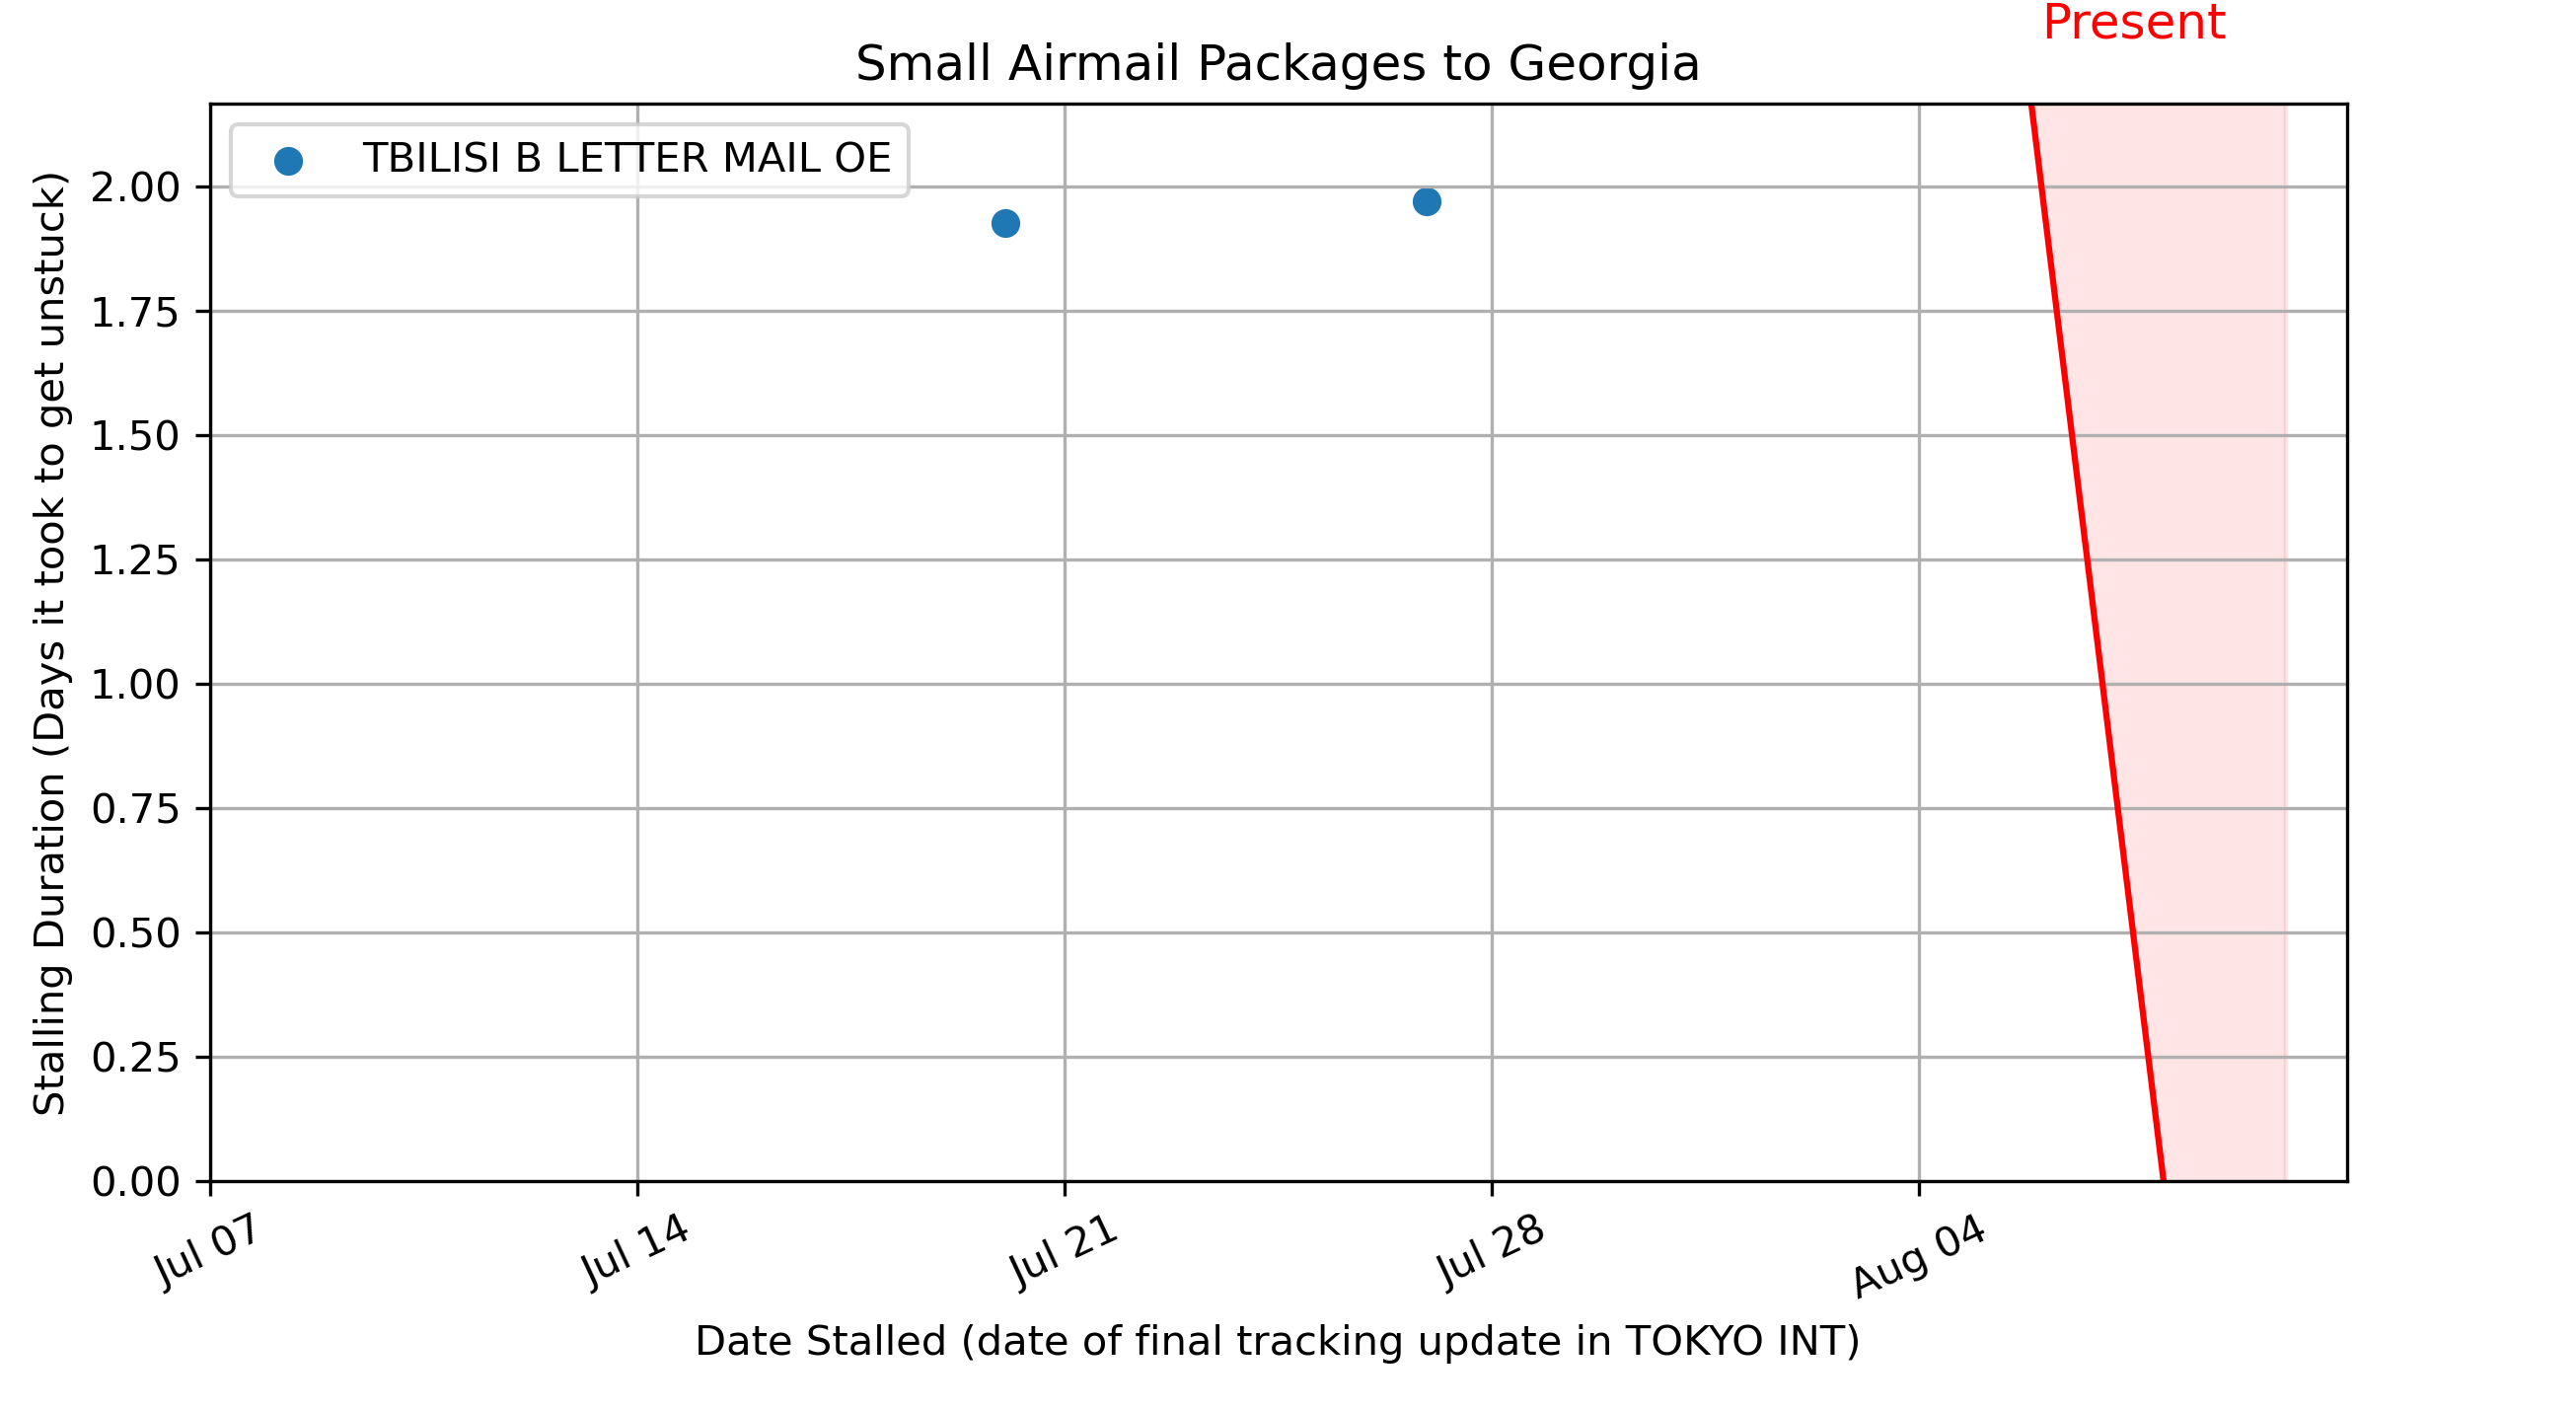 Present
Small Airmail Packages to Georgia
TBILISI B LETTER MAIL OE
Stalling Duration (Days it took to get unstuck)
2.00
1.75
1.50
1.25
1.00
0.75
0.50
0.25
0.00
Jul 07
Jul 14
Jul 21
Jul 28
Aug 04
Date Stalled (date of final tracking update in TOKYO INT)